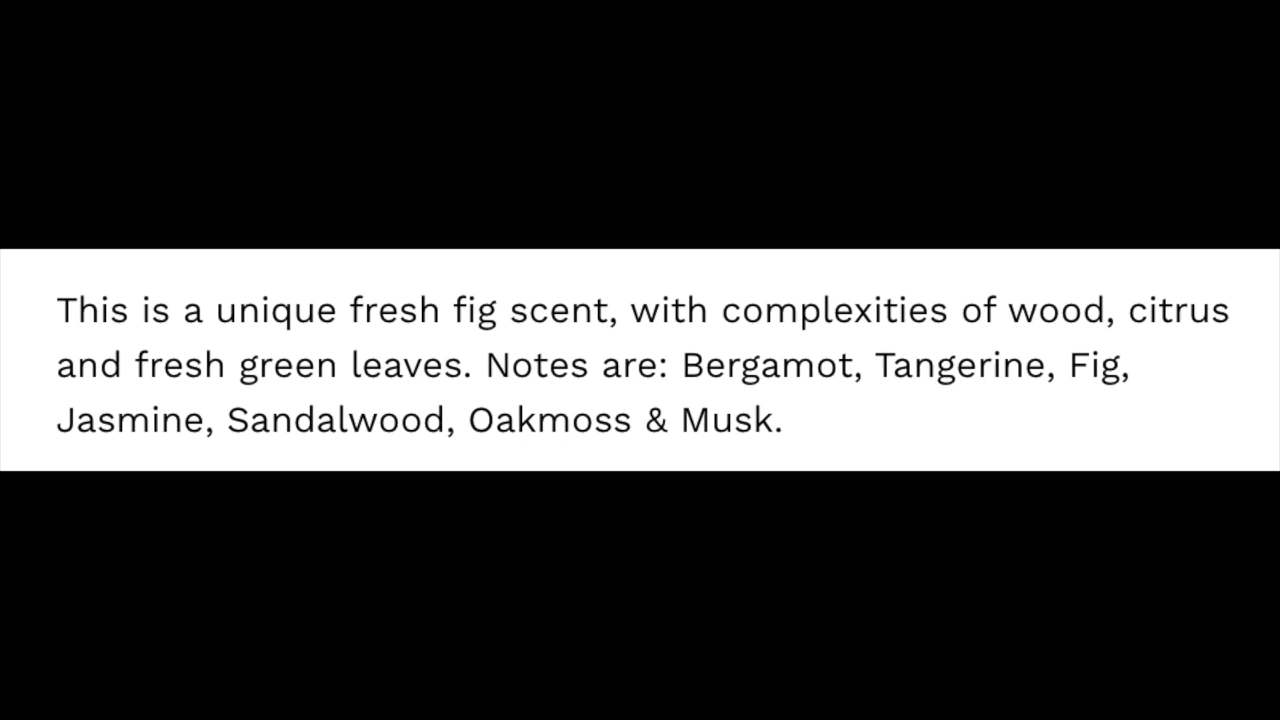 This is a unique fresh fig scent, with complexities of wood, citrus
and fresh green leaves. Notes are: Bergamot, Tangerine, Fig,
Jasmine, Sandalwood, Oakmoss & Musk.